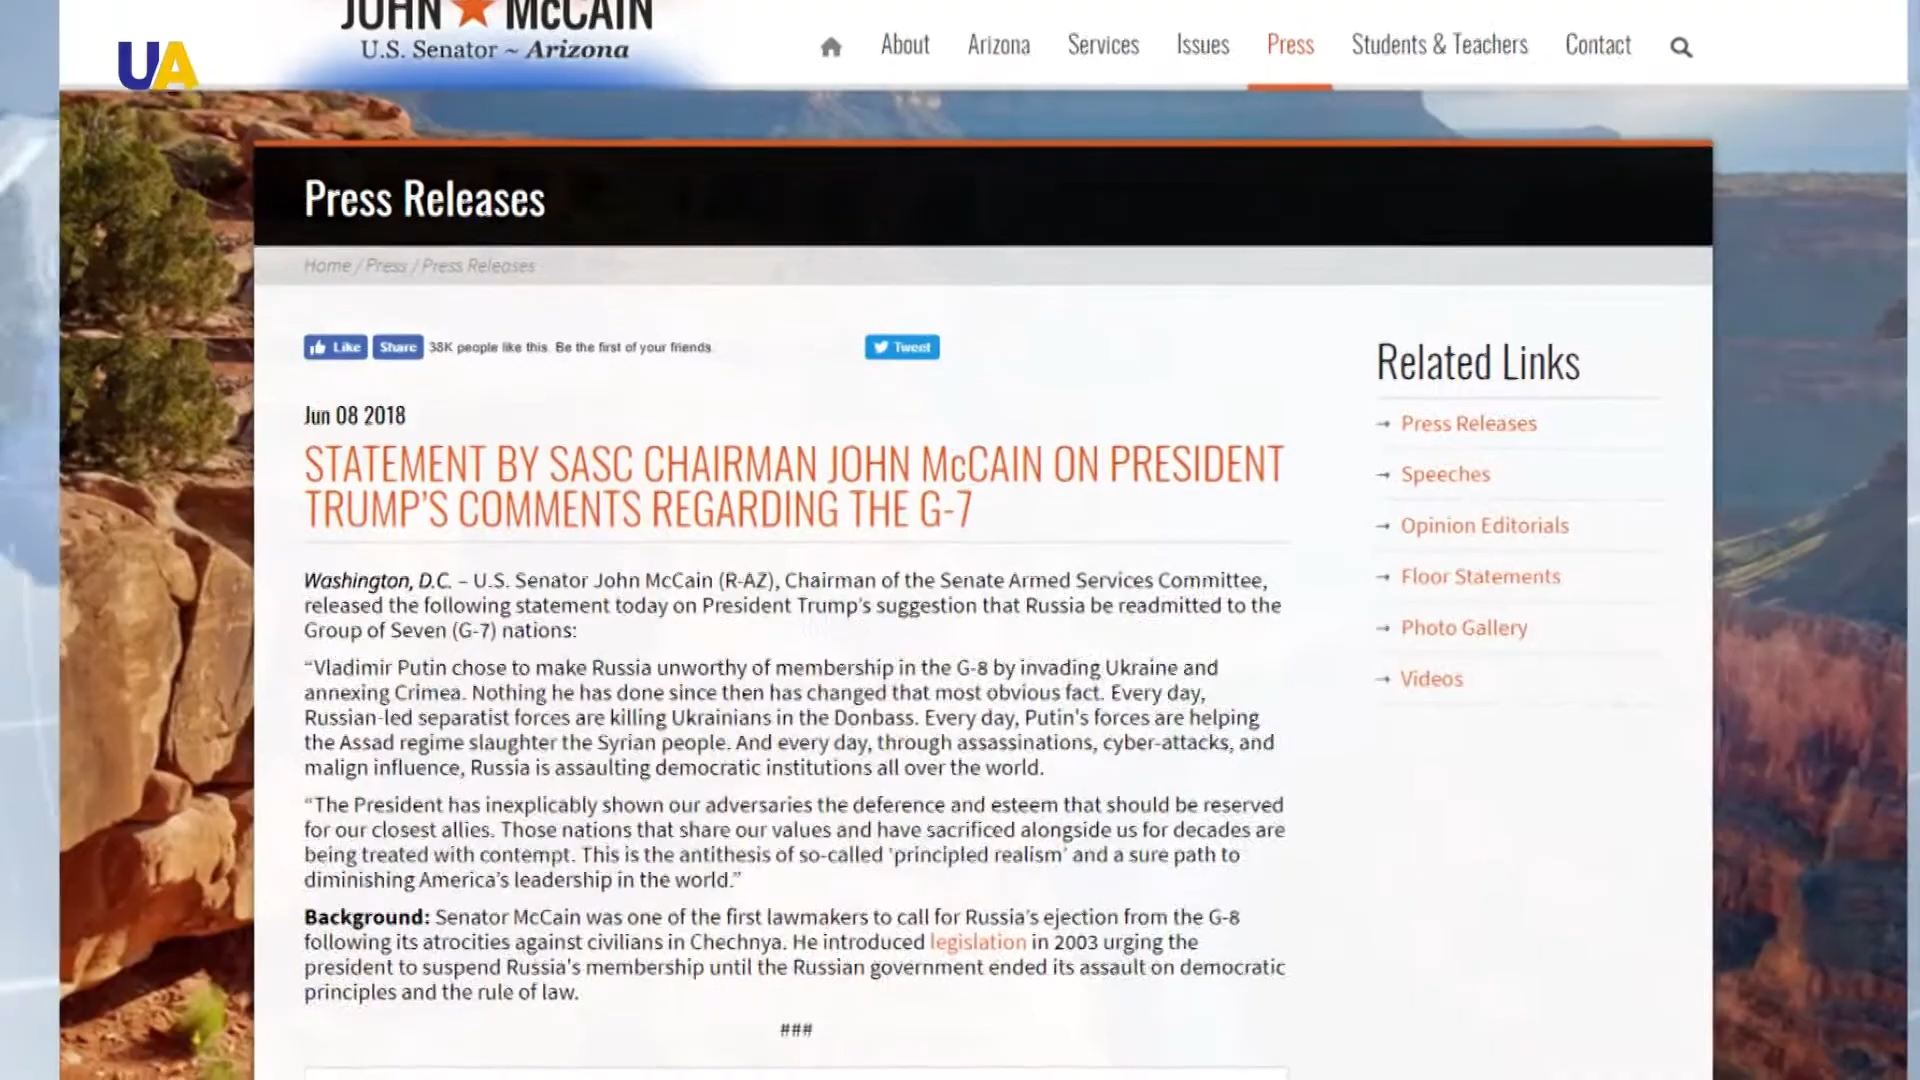 JOHN McCAIN
U.S. Senator ~ Arizona
UA
About Arizona Services Issues Press Students & Teachers Contact
Press Releases
Home / Press / Press Releases
Like Share 38K people like this. Be the first of your friends.
Tweet
Related Links
Jun 08 2018
→ Press Releases
STATEMENT BY SASC CHAIRMAN JOHN McCAIN ON PRESIDENT
TRUMP'S COMMENTS REGARDING THE G-7
→ Speeches
→ Opinion Editorials
→ Floor Statements
→ Photo Gallery
→ Videos
Washington, D.C. – U.S. Senator John McCain (R-AZ), Chairman of the Senate Armed Services Committee,
released the following statement today on President Trump's suggestion that Russia be readmitted to the
Group of Seven (G-7) nations:
“Vladimir Putin chose to make Russia unworthy of membership in the G-8 by invading Ukraine and
annexing Crimea. Nothing he has done since then has changed that most obvious fact. Every day,
Russian-led separatist forces are killing Ukrainians in the Donbass. Every day, Putin's forces are helping
the Assad regime slaughter the Syrian people. And every day, through assassinations, cyber-attacks, and
malign influence, Russia is assaulting democratic institutions all over the world.
“The President has inexplicably shown our adversaries the deference and esteem that should be reserved
for our closest allies. Those nations that share our values and have sacrificed alongside us for decades are
being treated with contempt. This is the antithesis of so-called 'principled realism' and a sure path to
diminishing America's leadership in the world.”
Background: Senator McCain was one of the first lawmakers to call for Russia's ejection from the G-8
following its atrocities against civilians in Chechnya. He introduced legislation in 2003 urging the
president to suspend Russia's membership until the Russian government ended its assault on democratic
principles and the rule of law.
###